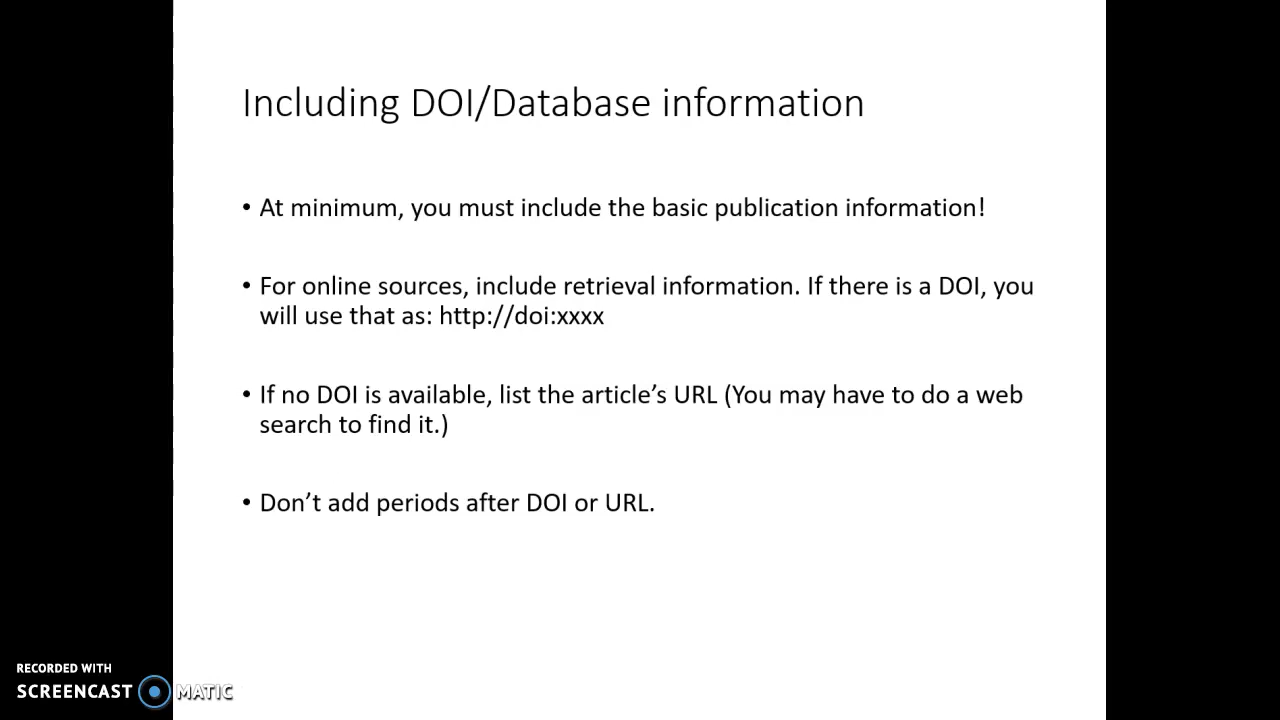 Including DOI/Database information
• At minimum, you must include the basic publication information!
• For online sources, include retrieval information. If there is a DOI, you
will use that as: http://doi:xxxx
• If no DOI is available, list the article’s URL (You may have to do a web
search to find it.)
• Don’t add periods after DOI or URL.
RECORDED WITH
SCREENCAST MATIC